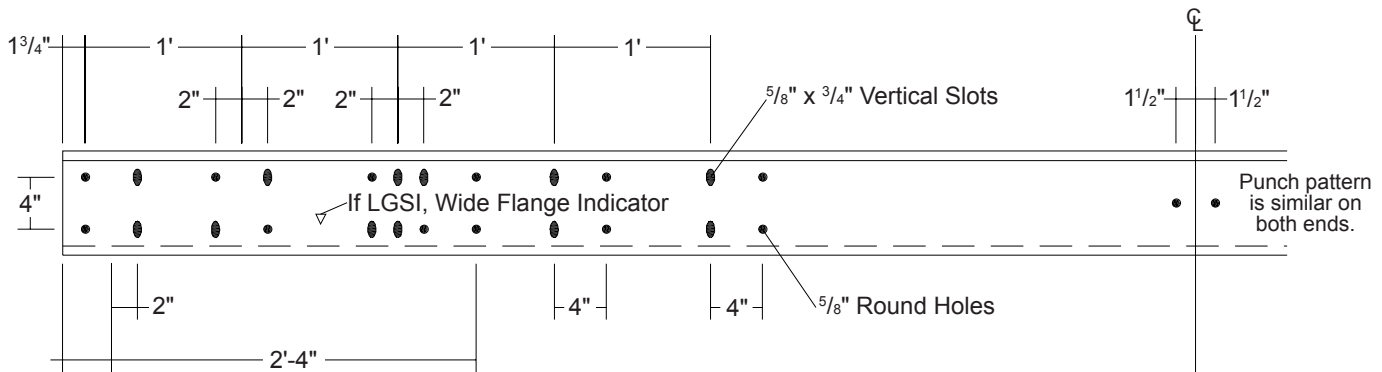 ℄
1³/₄" 1' 1' 1' 1'
2" 2" 2" 2" ⁵/₈" x ³/₄" Vertical Slots 1¹/₂" 1¹/₂"
4" If LGSI, Wide Flange Indicator
Punch pattern
is similar on
both ends.
2" 4" 4" ⁵/₈" Round Holes
2'-4"